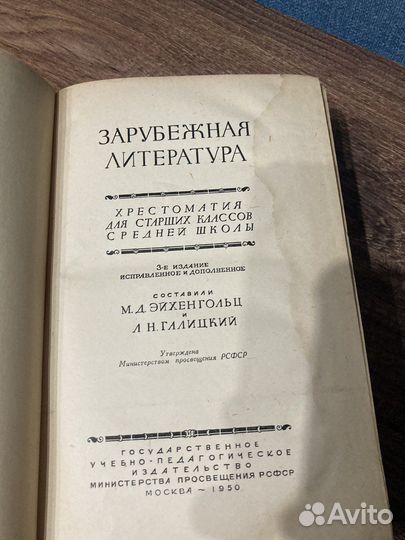 ЗАРУБЕЖНАЯ
ЛИТЕРАТУРА
ХРЕСТОМАТИЯ
ДЛЯ СТАРШИХ КЛАССОВ
СРЕДНЕЙ ШКОЛЫ
3-Е ИЗДАНИЕ
ИСПРАВЛЕННОЕ И ДОПОЛНЕННОЕ
СОСТАВИЛИ
М.Д. ЭЙХЕНГОЛЬЦ
И
Л.Н. ГАЛИЦКИЙ
Утверждена
Министерством просвещения РСФСР
ГОСУДАРСТВЕННОЕ
УЧЕБНО-ПЕДАГОГИЧЕСКОЕ
ИЗДАТЕЛЬСТВО
МИНИСТЕРСТВА ПРОСВЕЩЕНИЯ РСФСР
МОСКВА ~ 1950
Avito